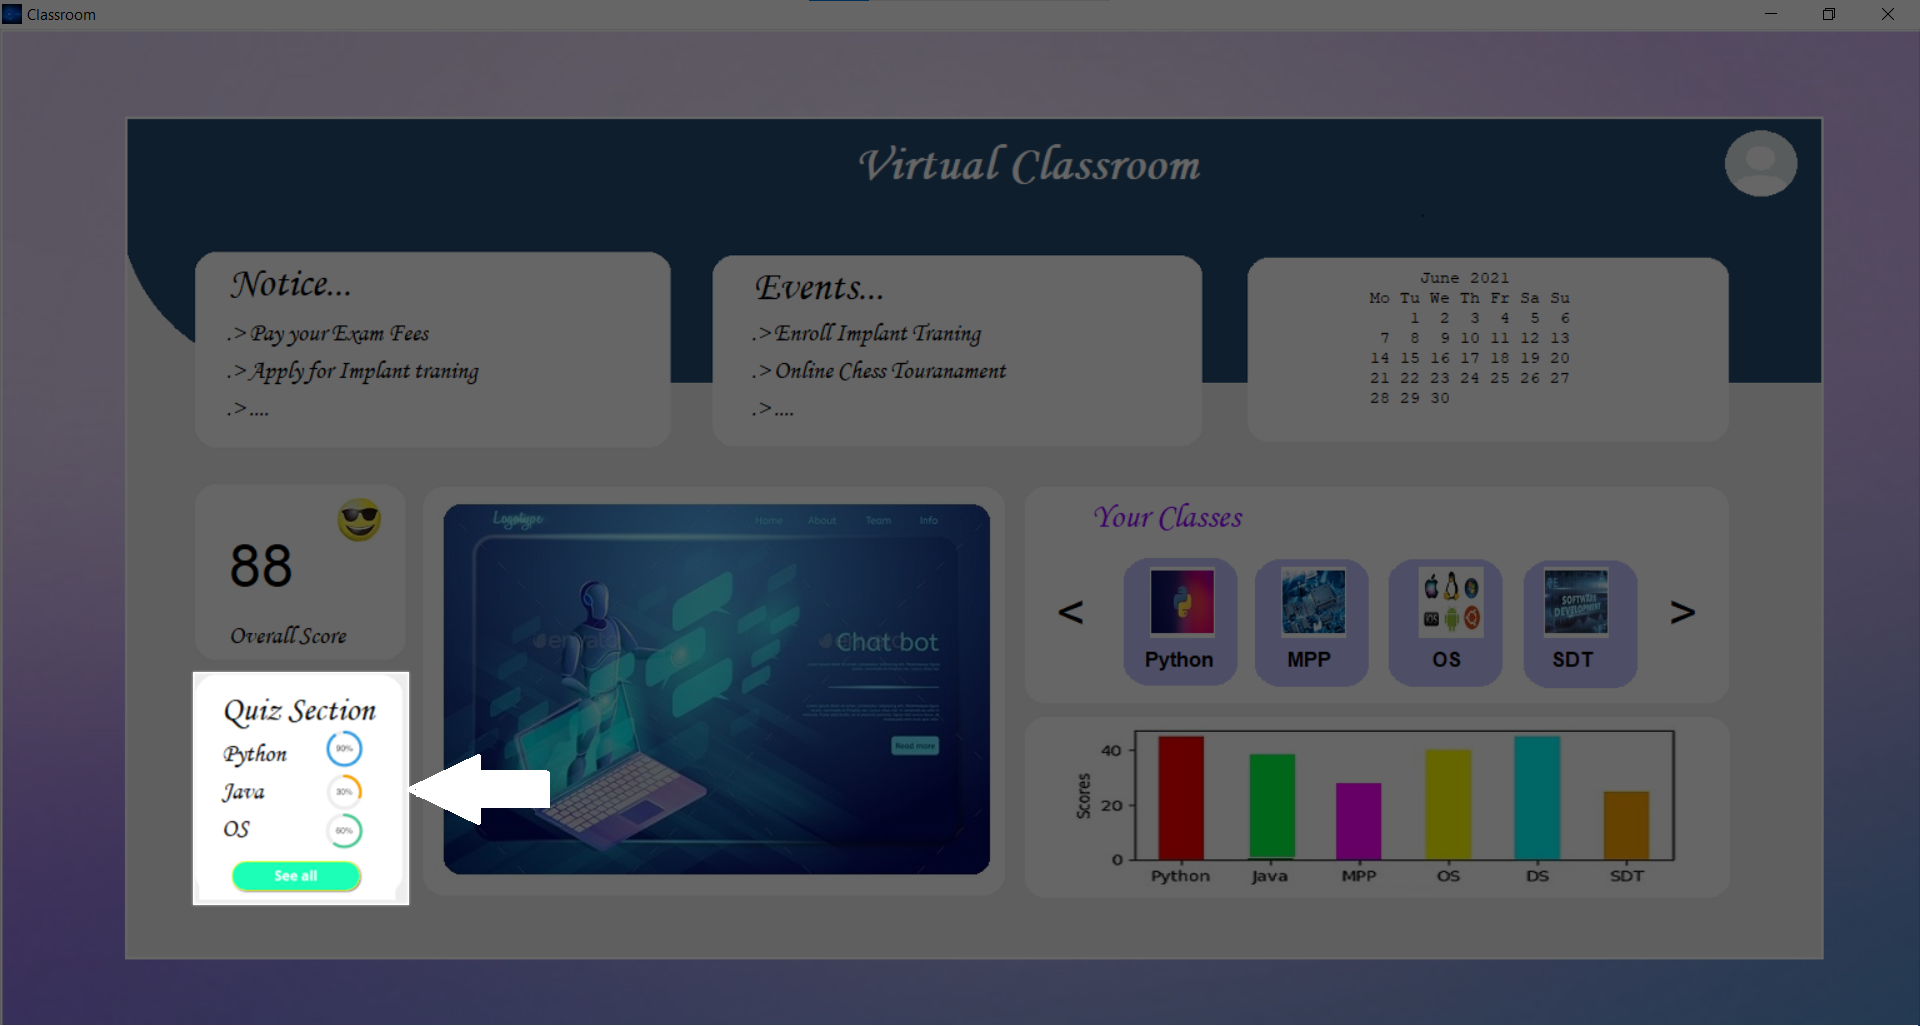 Classroom
Virtual Classroom
Notice...
.> Pay your Exam Fees
.> Apply for Implant traning
.> ....
Events...
.> Enroll Implant Traning
.> Online Chess Touranament
.> ....
June 2021
Mo Tu We Th Fr Sa Su
1 2 3 4 5 6
7 8 9 10 11 12 13
14 15 16 17 18 19 20
21 22 23 24 25 26 27
28 29 30
88
Overall Score
Quiz Section
Python 90%
Java 30%
OS 60%
See all
Logotype
Home About Team Info
envato
Chat bot
Read more
Your Classes
< >
SOFTWARE
DEVELOPMENT
Python MPP OS SDT
Scores
40
20
0
Python Java MPP OS DS SDT